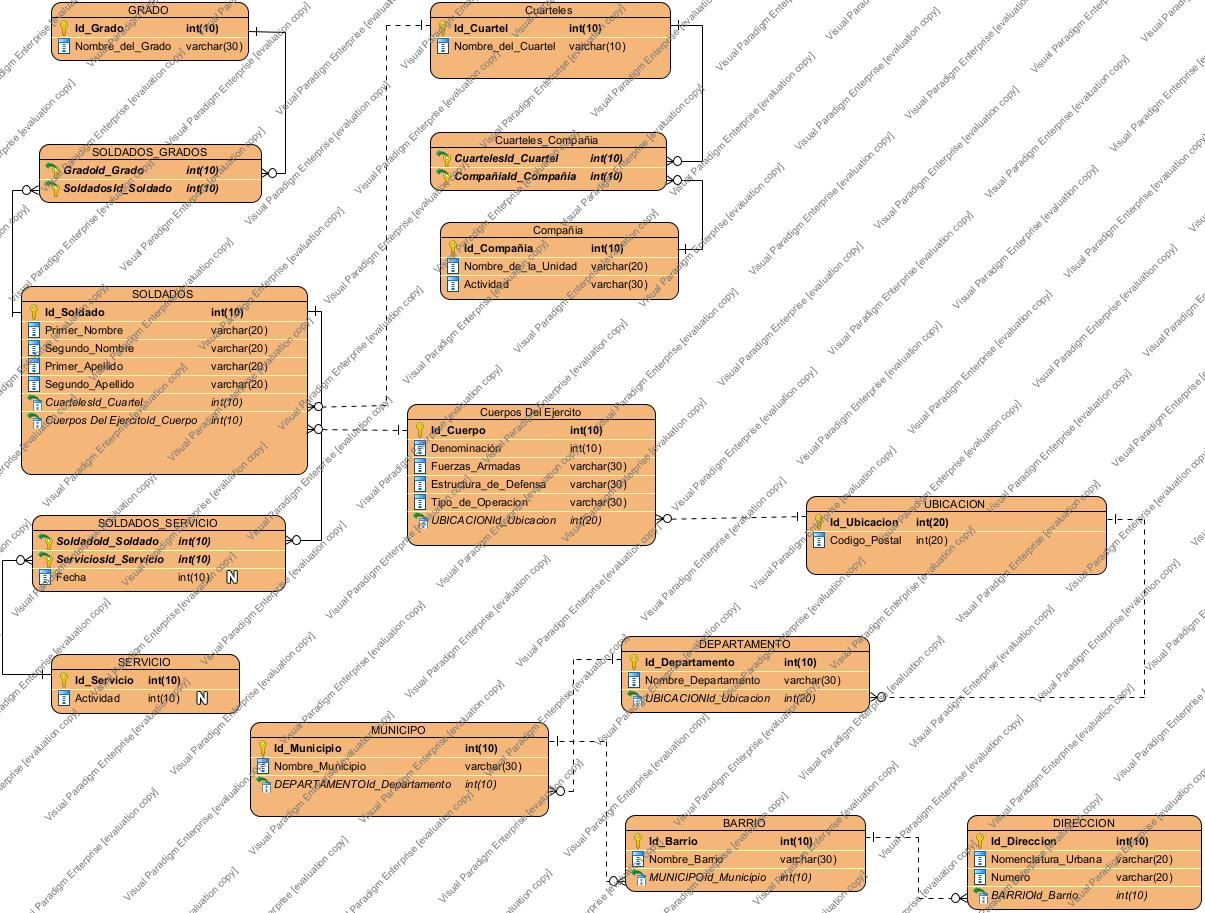 GRADO
Id_Grado int(10)
Nombre_del_Grado varchar(30)
Cuarteles
Id_Cuartel int(10)
Nombre_del_Cuartel varchar(10)
SOLDADOS_GRADOS
GradoId_Grado int(10)
SoldadosId_Soldado int(10)
Cuarteles_Compañia
CuartelesId_Cuartel int(10)
CompañiaId_Compañia int(10)
Compañia
Id_Compañia int(10)
Nombre_de_la_Unidad varchar(20)
Actividad varchar(30)
SOLDADOS
Id_Soldado int(10)
Primer_Nombre varchar(20)
Segundo_Nombre varchar(20)
Primer_Apellido varchar(20)
Segundo_Apellido varchar(20)
CuartelesId_Cuartel int(10)
Cuerpos Del EjercitoId_Cuerpo int(10)
Cuerpos Del Ejercito
Id_Cuerpo int(10)
Denominación int(10)
Fuerzas_Armadas varchar(30)
Estructura_de_Defensa varchar(30)
Tipo_de_Operacion varchar(30)
UBICACIONId_Ubicacion int(20)
UBICACION
Id_Ubicacion int(20)
Codigo_Postal int(20)
SOLDADOS_SERVICIO
SoldadoId_Soldado int(10)
ServiciosId_Servicio int(10)
Fecha int(10) N
SERVICIO
Id_Servicio int(10)
Actividad int(10) N
DEPARTAMENTO
Id_Departamento int(10)
Nombre_Departamento varchar(30)
UBICACIONId_Ubicacion int(20)
MUNICIPO
Id_Municipio int(10)
Nombre_Municipio varchar(30)
DEPARTAMENTOId_Departamento int(10)
BARRIO
Id_Barrio int(10)
Nombre_Barrio varchar(30)
MUNICIPOId_Municipio int(10)
DIRECCION
Id_Direccion int(10)
Nomenclatura_Urbana varchar(20)
Numero varchar(20)
BARRIOId_Barrio int(10)
Visual Paradigm Enterprise [evaluation copy]